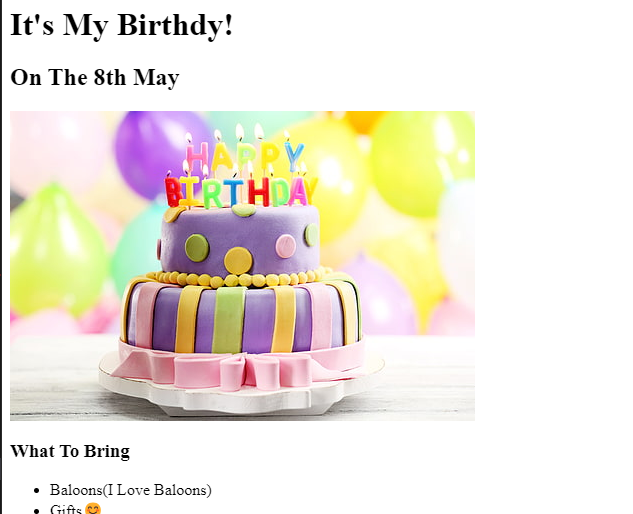 It's My Birthdy!
On The 8th May
HAPPY
BIRTHDAY
What To Bring
Baloons(I Love Baloons)
Gifts 🤗